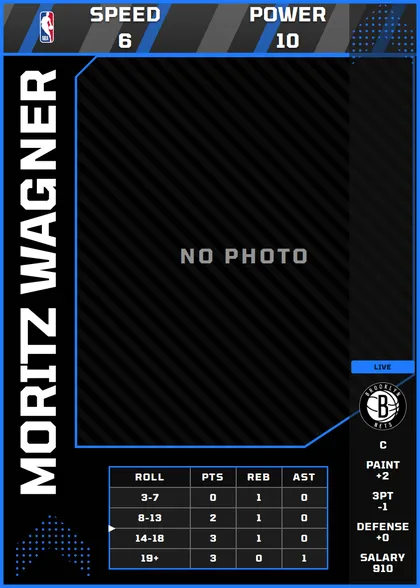 SPEED
6
POWER
10
NBA
MORITZ WAGNER
NO PHOTO
LIVE
BROOKLYN
B
NETS
C
PAINT
+2
3PT
-1
DEFENSE
+0
SALARY
910
ROLL PTS REB AST
3-7 0 1 0
8-13 2 1 0
14-18 3 1 0
19+ 3 0 1